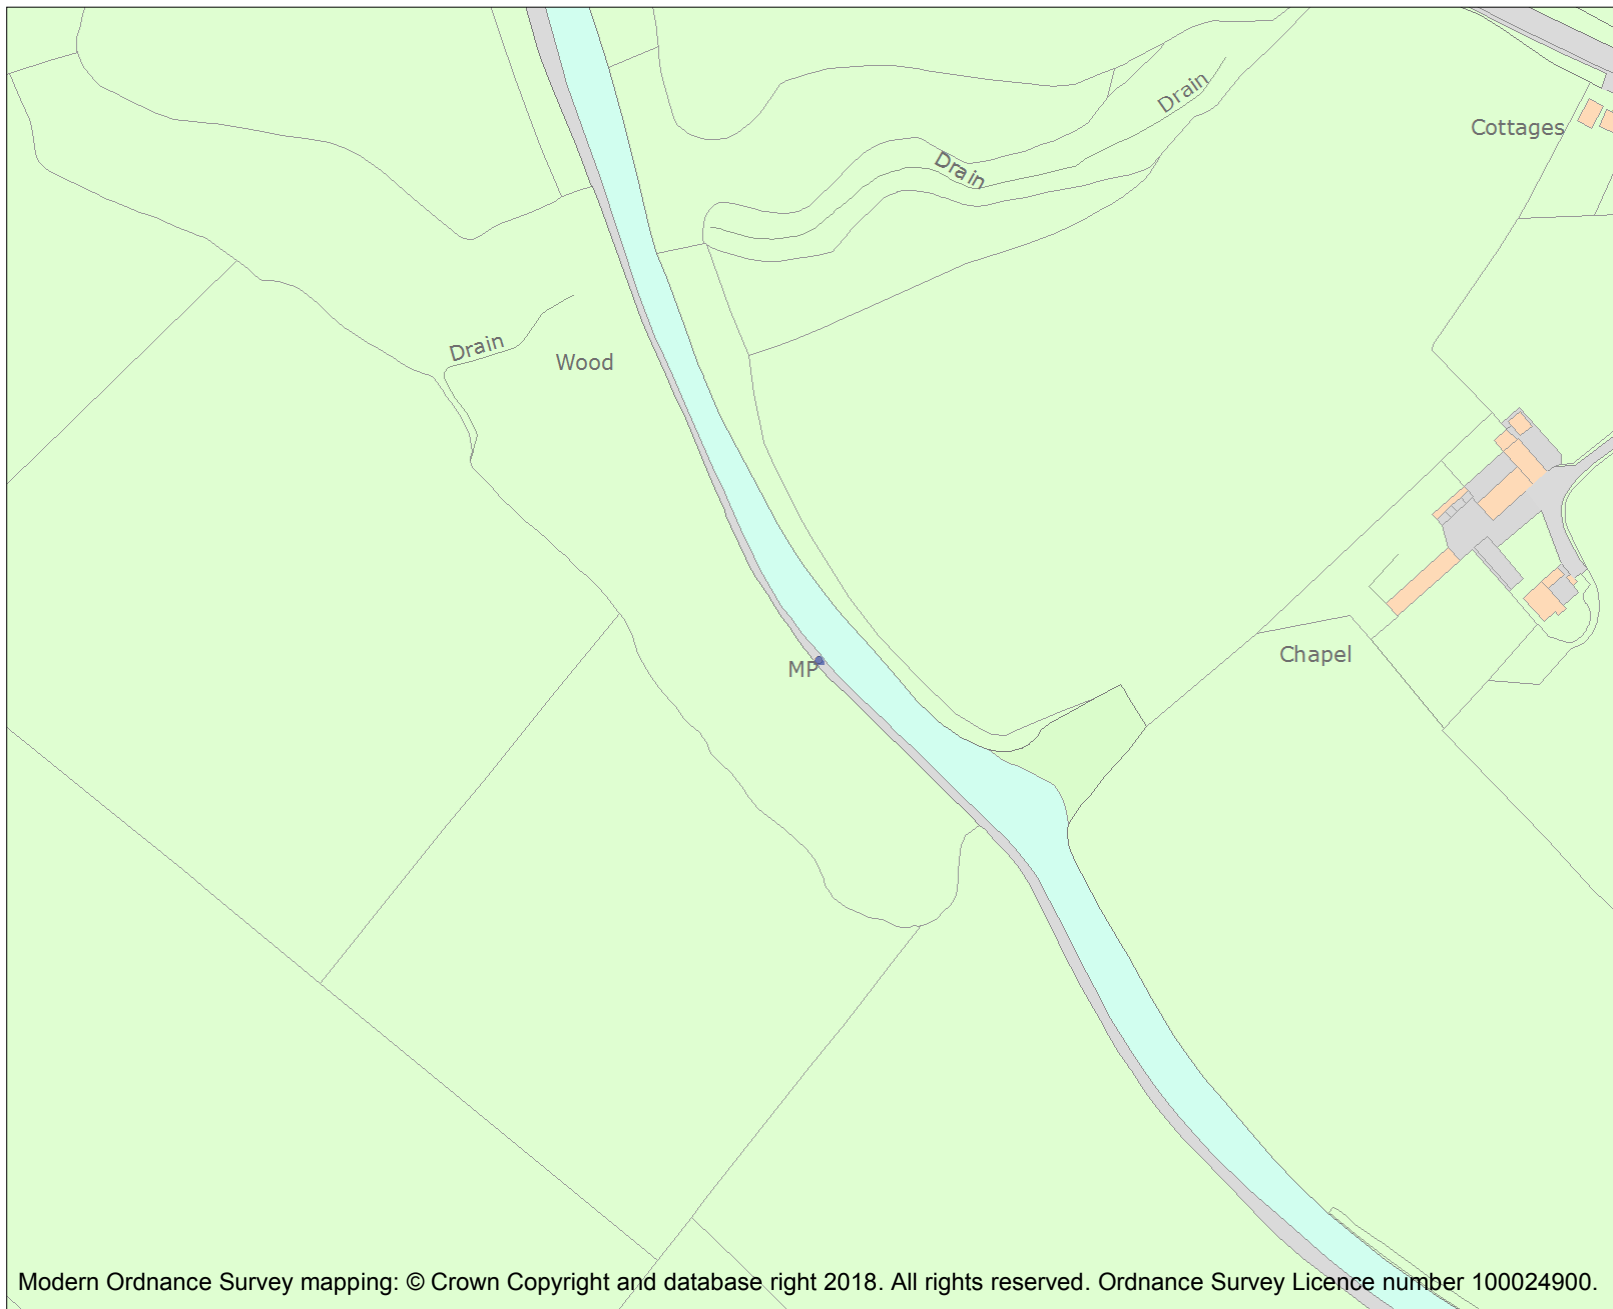 Drain
Cottages
Drain
Drain
Wood
Chapel
MP
Modern Ordnance Survey mapping: © Crown Copyright and database right 2018. All rights reserved. Ordnance Survey Licence number 100024900.